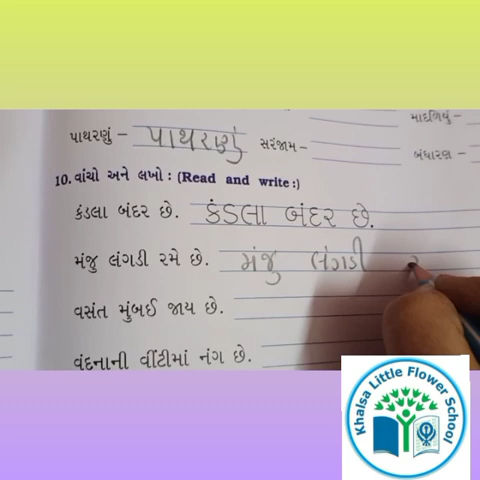 માદળિયું -
પાથરણું - પાથરણું સરંજામ -
બંધારણ -
10. વાંચો અને લખો : (Read and write:)
કંડલા બંદર છે. કંડલા બંદર છે.
મંજુ લંગડી રમે છે. મંજુ લંગડી ર
વસંત મુંબઈ જાય છે.
વંદનાની વીંટીમાં નંગ છે.
Khalsa Little Flower School